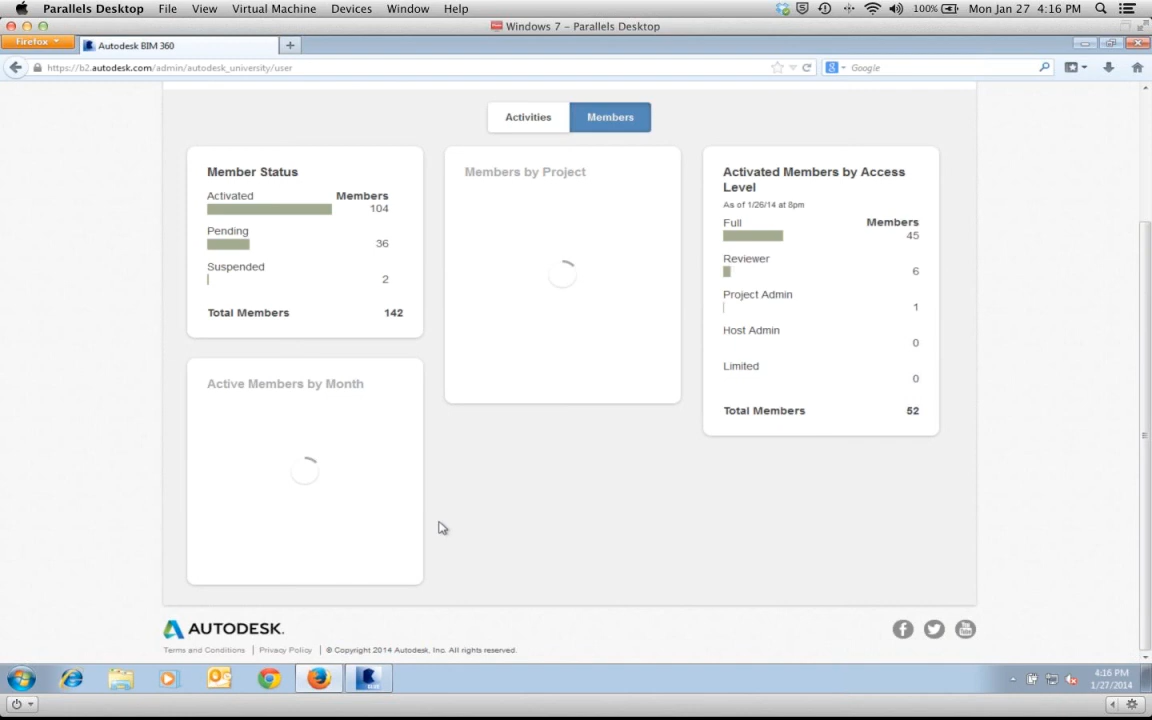 Parallels Desktop File View Virtual Machine Devices Window Help 100% Mon Jan 27 4:16 PM
Windows 7 - Parallels Desktop
Firefox
Autodesk BIM 360
https://b2.autodesk.com/admin/autodesk_university/user
Google
Activities Members
Member Status
Activated Members
104
Pending
36
Suspended
2
Total Members 142
Members by Project
Activated Members by Access
Level
As of 1/26/14 at 8pm
Full Members
45
Reviewer
6
Project Admin
1
Host Admin
0
Limited
0
Total Members 52
Active Members by Month
AUTODESK.
Terms and Conditions | Privacy Policy | © Copyright 2014 Autodesk, Inc. All rights reserved.
4:16 PM
1/27/2014